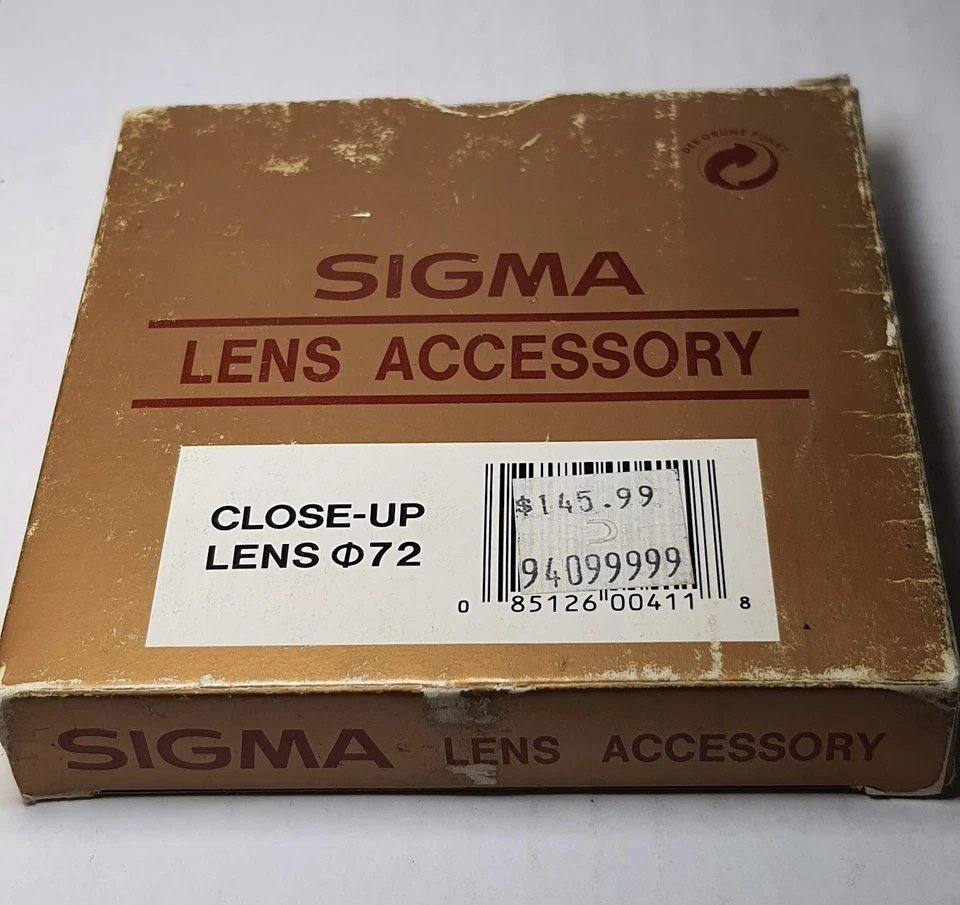 DER GRÜNE PUNKT
SIGMA
LENS ACCESSORY
CLOSE-UP
LENS Φ72
$145.99
94099999
0 85126 00411 8
SIGMA LENS ACCESSORY